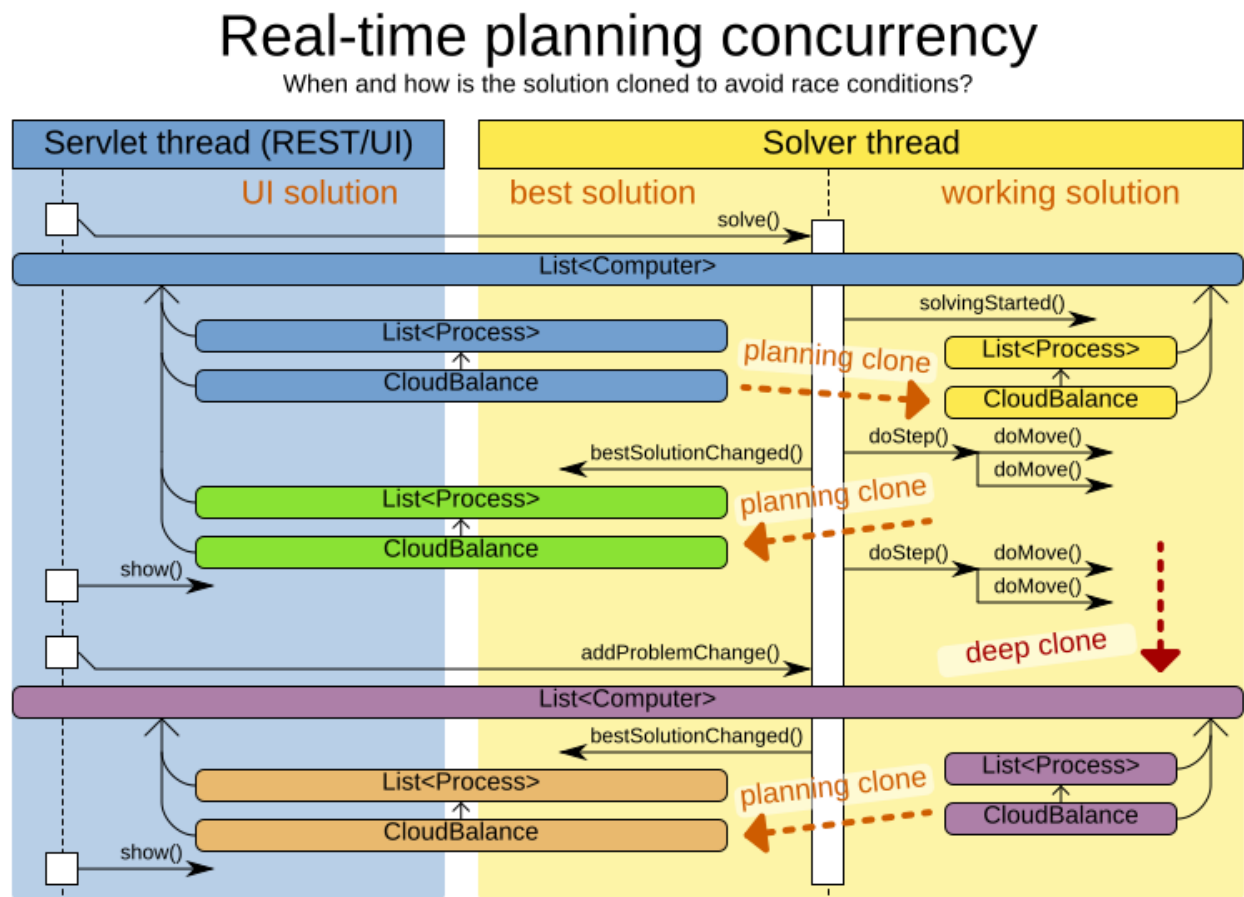 Real-time planning concurrency
When and how is the solution cloned to avoid race conditions?
Servlet thread (REST/UI)
Solver thread
UI solution
best solution
working solution
solve()
List<Computer>
solvingStarted()
List<Process>
planning clone
List<Process>
CloudBalance
CloudBalance
doStep()
doMove()
bestSolutionChanged()
doMove()
List<Process>
planning clone
CloudBalance
doStep()
doMove()
show()
doMove()
addProblemChange()
deep clone
List<Computer>
bestSolutionChanged()
List<Process>
planning clone
List<Process>
CloudBalance
CloudBalance
show()